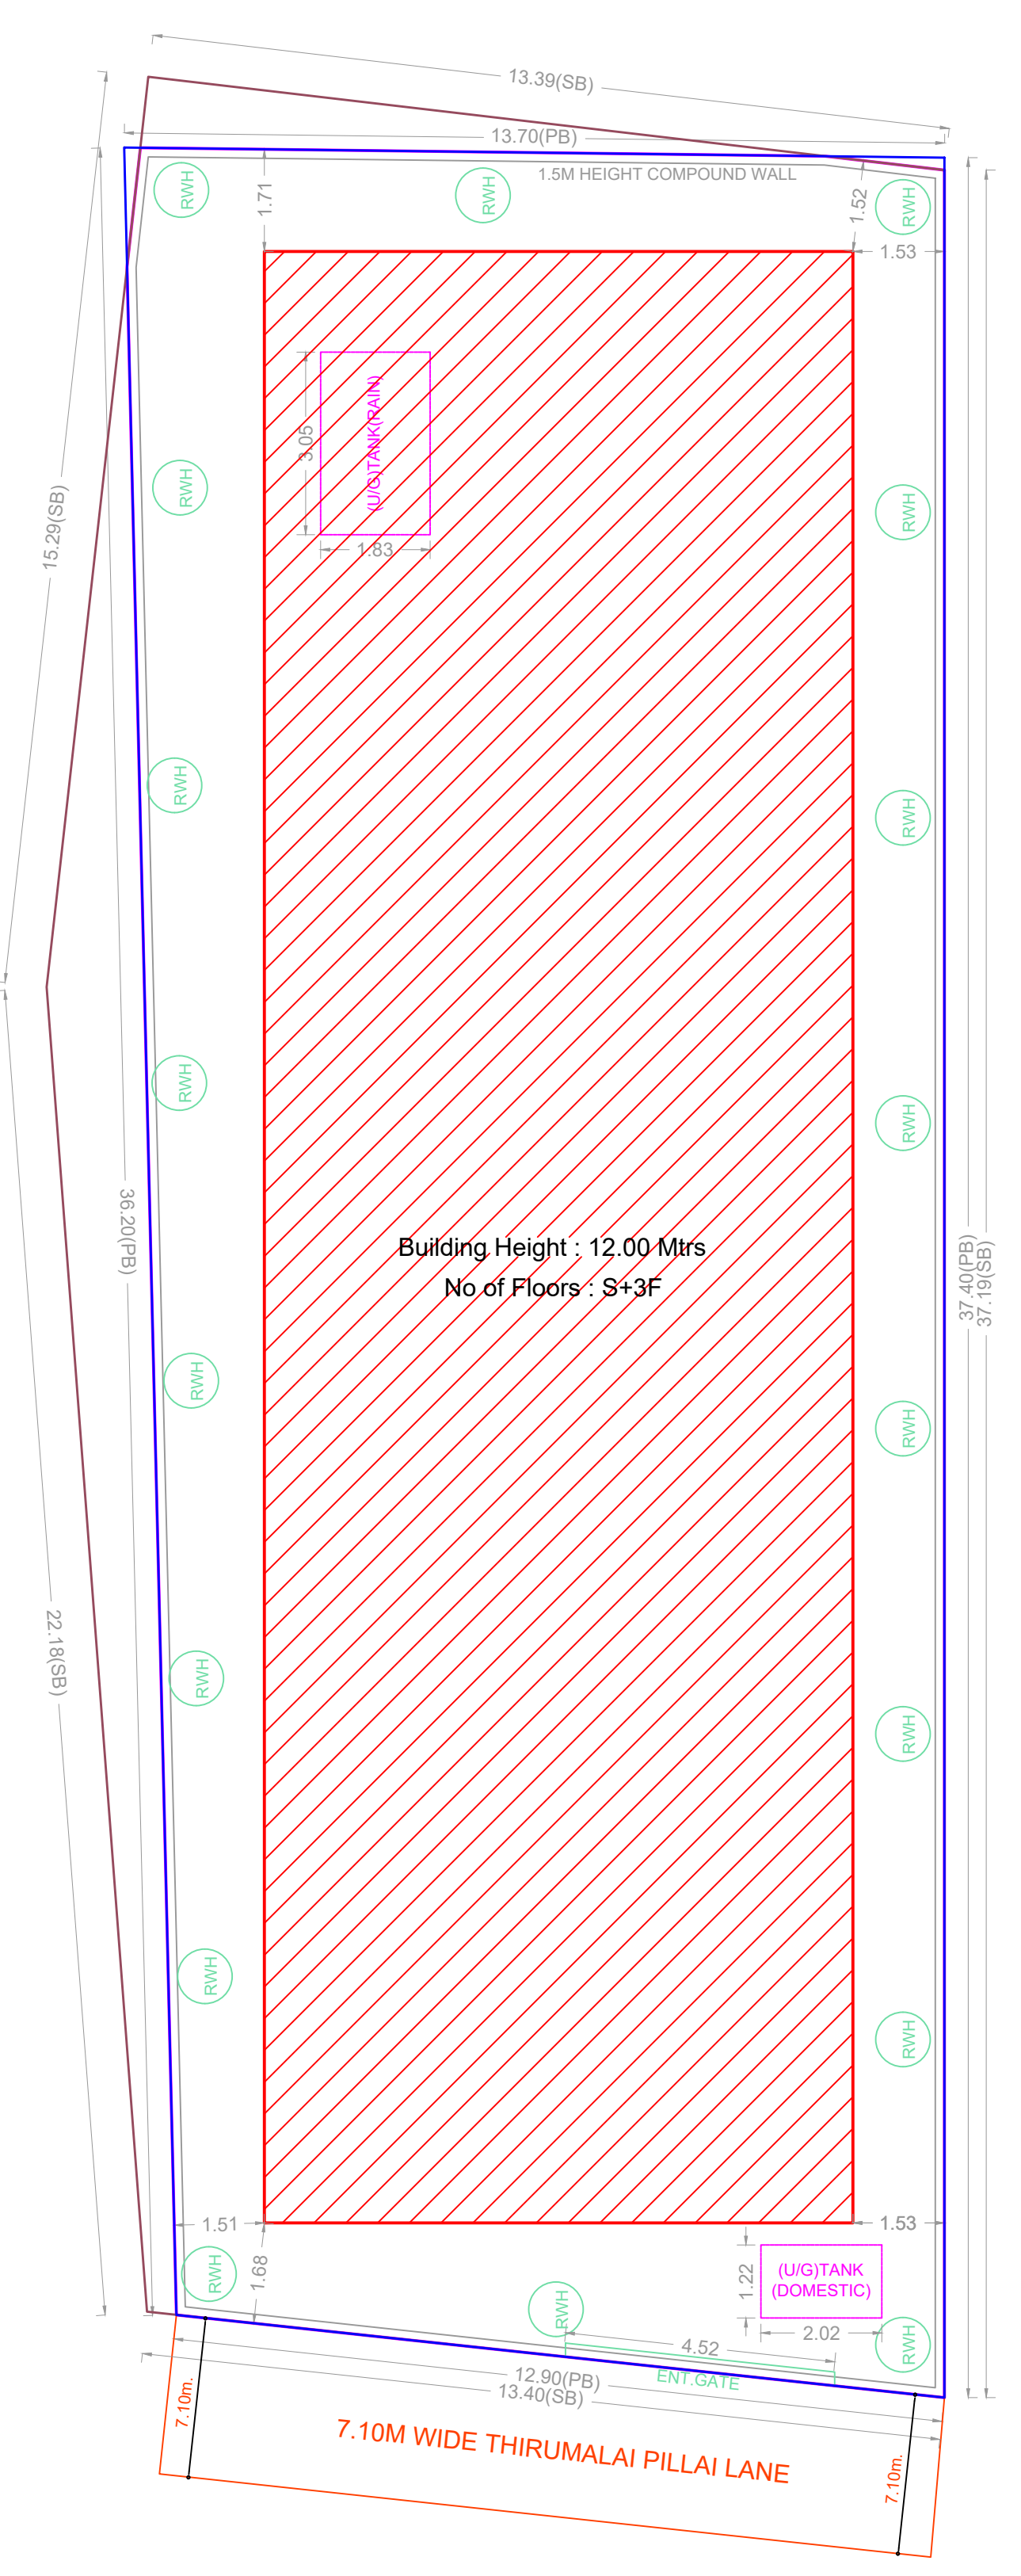 13.39(SB)
13.70(PB)
1.5M HEIGHT COMPOUND WALL
RWH
RWH
RWH
1.71
1.52
1.53
(U/G)TANK(RAIN)
3.05
1.83
RWH
RWH
15.29(SB)
RWH
RWH
RWH
RWH
36.20(PB)
Building Height : 12.00 Mtrs
No of Floors : S+3F
37.40(PB)
37.19(SB)
RWH
RWH
22.18(SB)
RWH
RWH
RWH
RWH
1.51
1.53
1.68
RWH
1.22
(U/G)TANK
(DOMESTIC)
2.02
RWH
RWH
4.52
ENT.GATE
12.90(PB)
13.40(SB)
7.10m.
7.10M WIDE THIRUMALAI PILLAI LANE
7.10m.